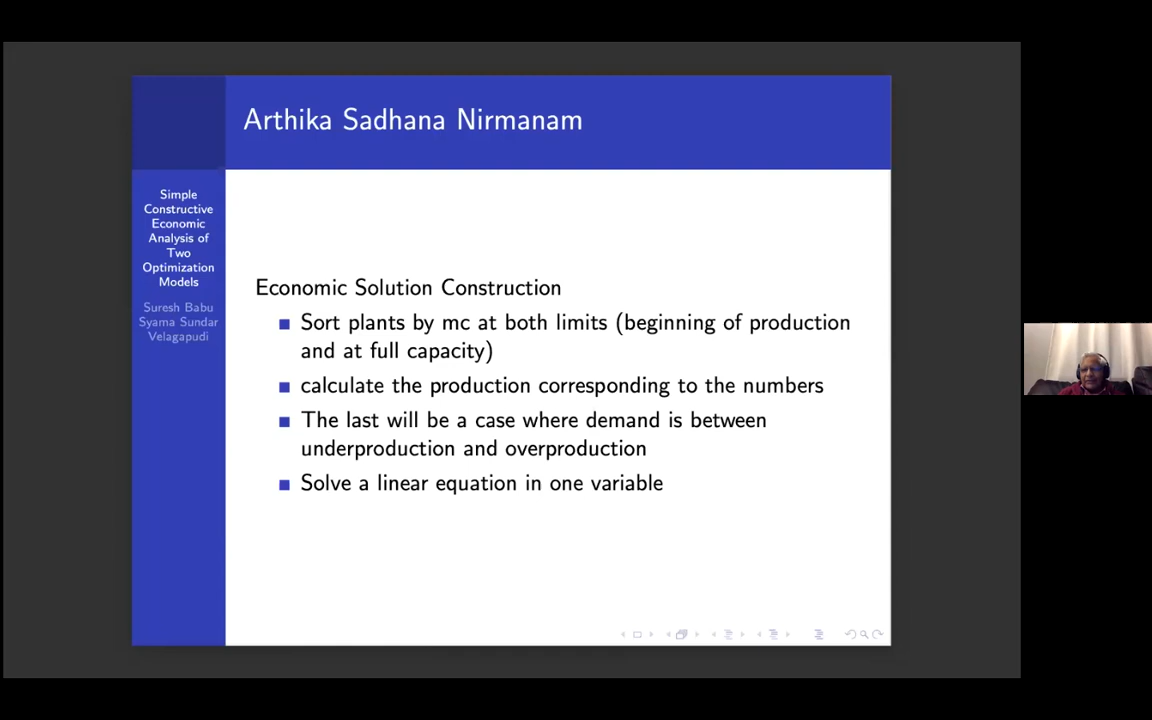 Arthika Sadhana Nirmanam
Simple
Constructive
Economic
Analysis of
Two
Optimization
Models
Suresh Babu
Syama Sundar
Velagapudi
Economic Solution Construction
Sort plants by mc at both limits (beginning of production
and at full capacity)
calculate the production corresponding to the numbers
The last will be a case where demand is between
underproduction and overproduction
Solve a linear equation in one variable